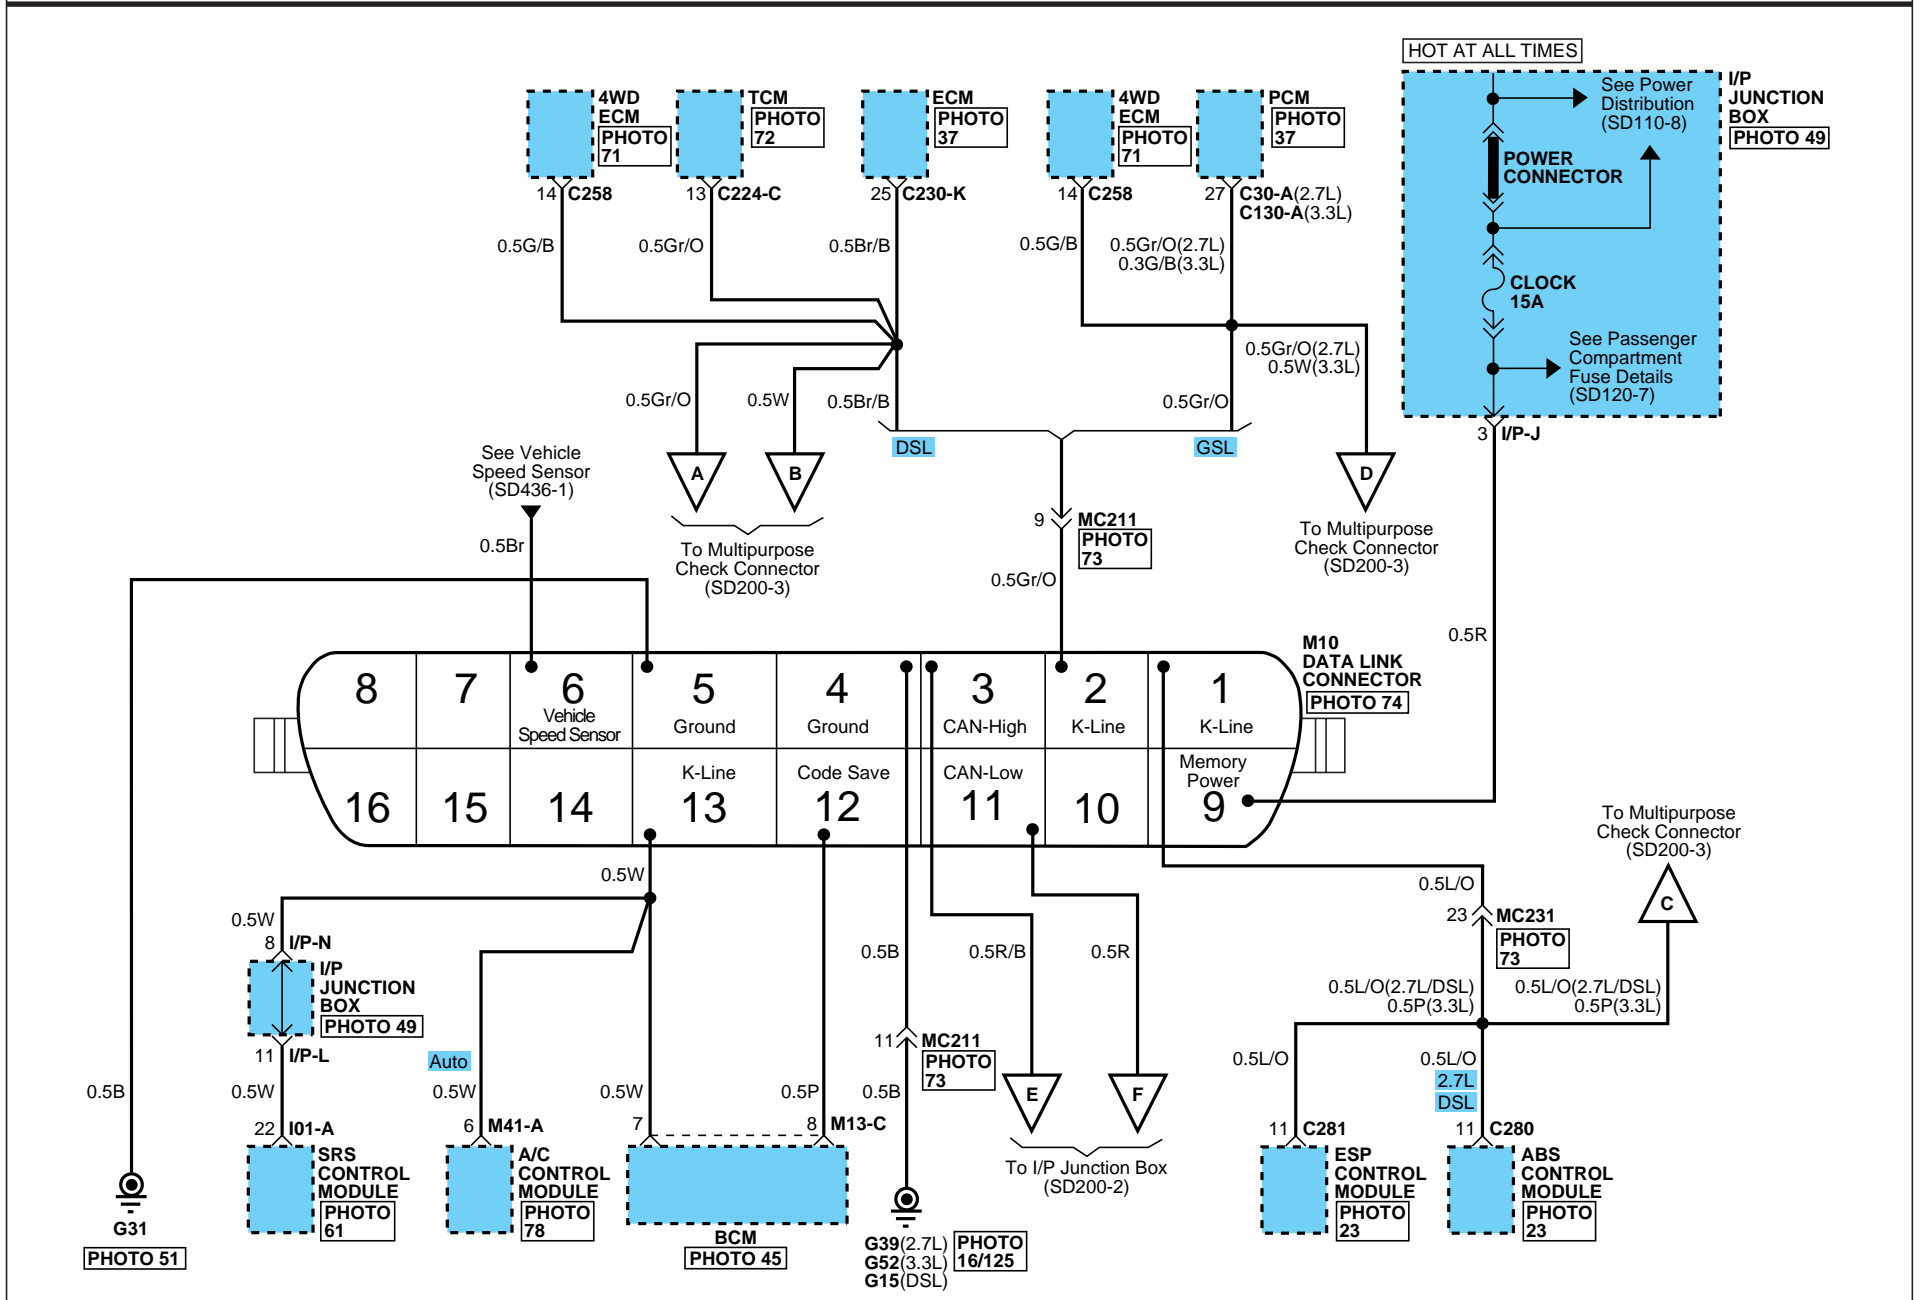 HOT AT ALL TIMES
I/P
JUNCTION
BOX
PHOTO 49
See Power
Distribution
(SD110-8)
POWER
CONNECTOR
CLOCK
15A
See Passenger
Compartment
Fuse Details
(SD120-7)
3 I/P-J
4WD
ECM
PHOTO
71
TCM
PHOTO
72
ECM
PHOTO
37
4WD
ECM
PHOTO
71
PCM
PHOTO
37
14 C258
13 C224-C
25 C230-K
14 C258
27 C30-A(2.7L)
C130-A(3.3L)
0.5G/B
0.5Gr/O
0.5Br/B
0.5G/B
0.5Gr/O(2.7L)
0.3G/B(3.3L)
0.5Gr/O(2.7L)
0.5W(3.3L)
0.5Gr/O
0.5W
0.5Br/B
0.5Gr/O
DSL
GSL
See Vehicle
Speed Sensor
(SD436-1)
A
B
D
0.5Br
To Multipurpose
Check Connector
(SD200-3)
9 MC211
PHOTO
73
To Multipurpose
Check Connector
(SD200-3)
0.5Gr/O
0.5R
M10
DATA LINK
CONNECTOR
PHOTO 74
8
7
6
Vehicle
Speed Sensor
5
Ground
4
Ground
3
CAN-High
2
K-Line
1
K-Line
16
15
14
K-Line
13
Code Save
12
CAN-Low
11
10
Memory
Power
9
To Multipurpose
Check Connector
(SD200-3)
C
0.5W
0.5W
8 I/P-N
I/P
JUNCTION
BOX
PHOTO 49
11 I/P-L
0.5L/O
23 MC231
PHOTO
73
0.5B
0.5R/B
0.5R
0.5L/O(2.7L/DSL)
0.5P(3.3L)
0.5L/O(2.7L/DSL)
0.5P(3.3L)
11 MC211
PHOTO
73
Auto
0.5B
0.5W
0.5W
0.5W
0.5P
0.5B
E
F
0.5L/O
0.5L/O
2.7L
DSL
22 I01-A
6 M41-A
7
8 M13-C
11 C281
11 C280
SRS
CONTROL
MODULE
PHOTO
61
A/C
CONTROL
MODULE
PHOTO
78
BCM
PHOTO 45
To I/P Junction Box
(SD200-2)
ESP
CONTROL
MODULE
PHOTO
23
ABS
CONTROL
MODULE
PHOTO
23
G31
PHOTO 51
G39(2.7L)
G52(3.3L)
G15(DSL)
PHOTO
16/125